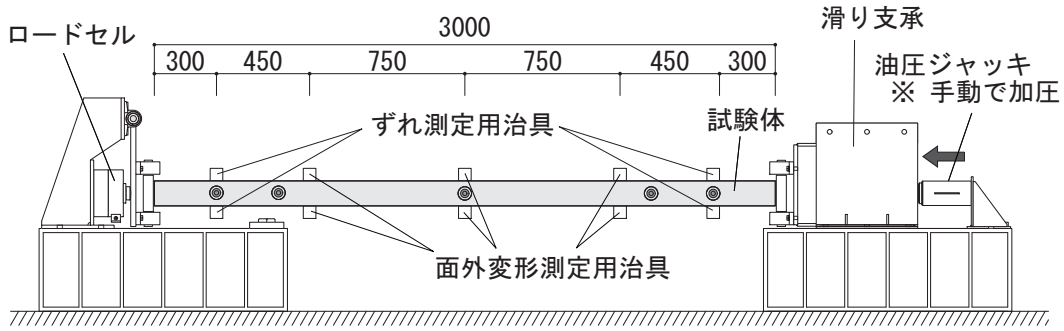 ロードセル
3000
滑り支承
300 450 750 750 450 300
油圧ジャッキ
※ 手動で加圧
ずれ測定用治具
試験体
面外変形測定用治具